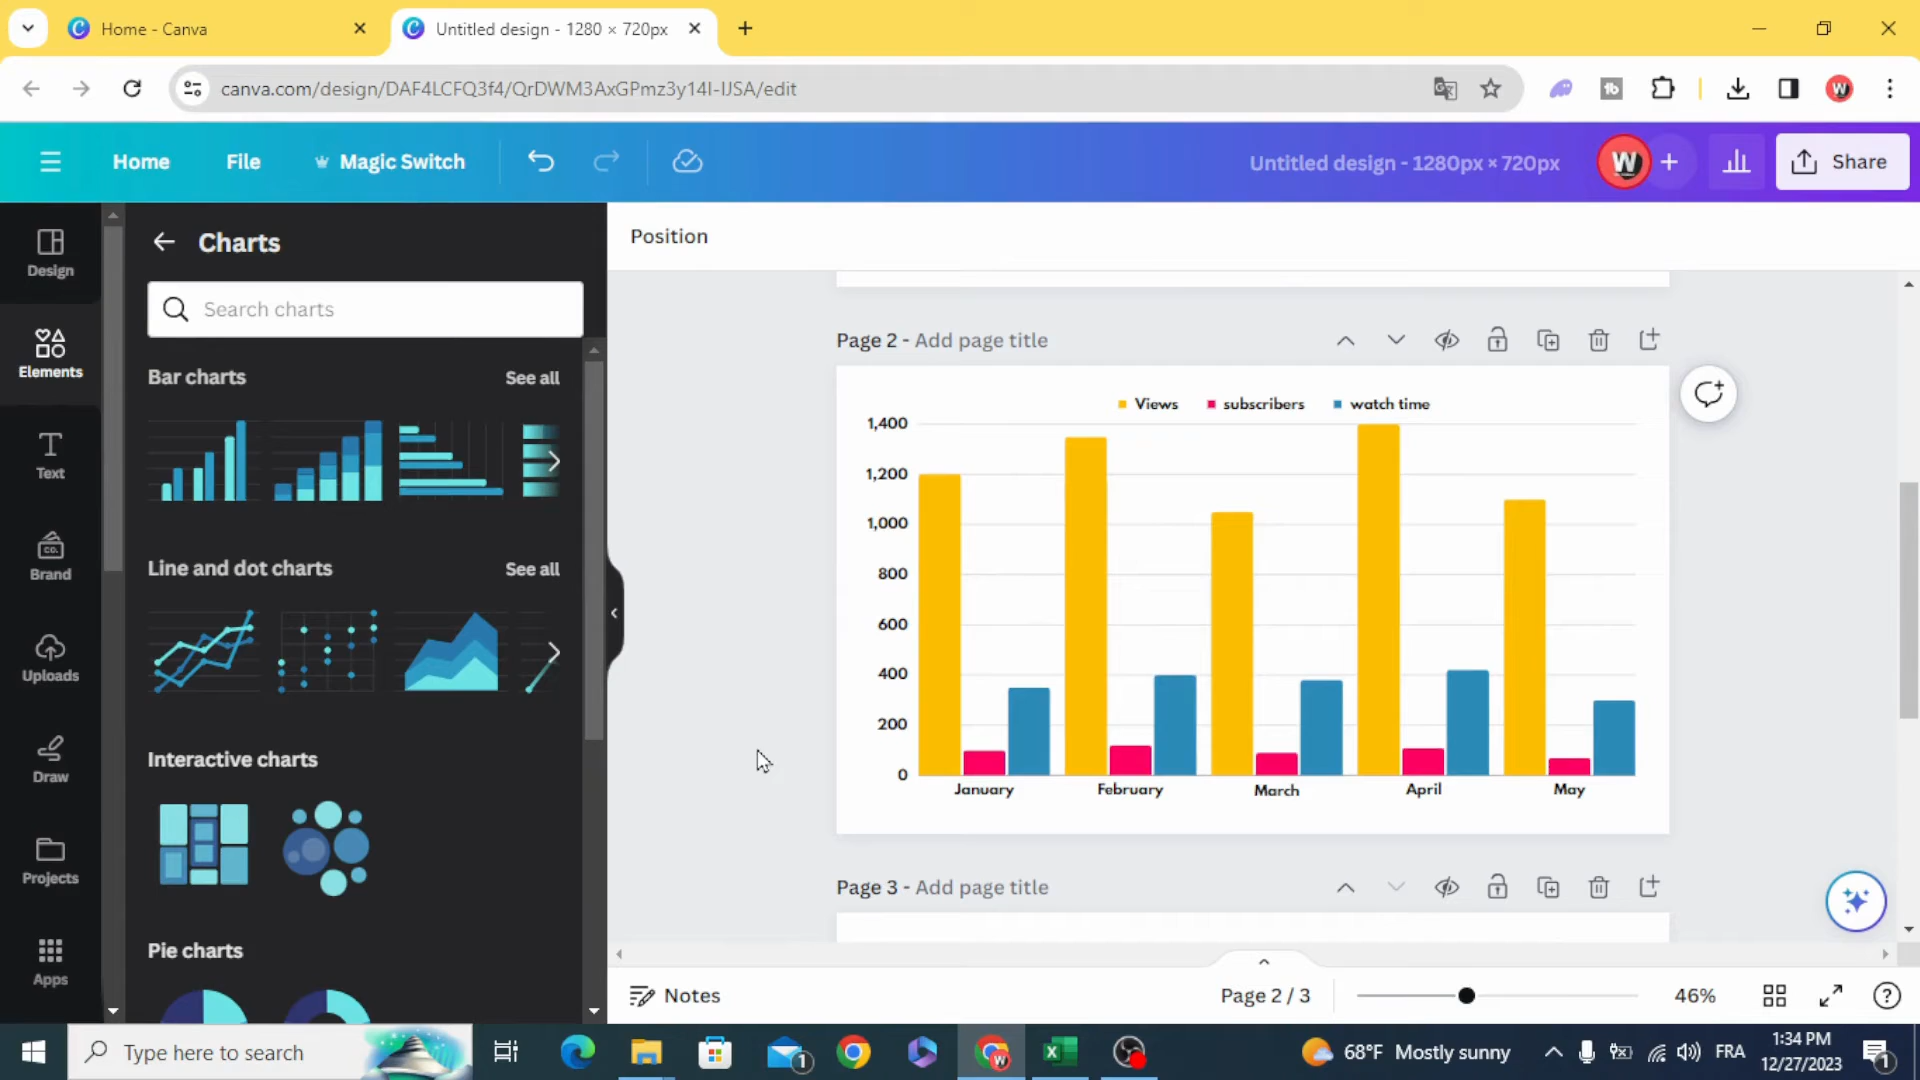 Home - Canva
Untitled design - 1280 × 720px
canva.com/design/DAF4LCFQ3f4/QrDWM3AxGPmz3y14I-IJSA/edit
Home
File
Magic Switch
Untitled design - 1280px × 720px
W
Share
Design
Elements
Text
CO.
Brand
Uploads
Draw
Projects
Apps
Charts
Search charts
Bar charts
See all
Line and dot charts
See all
Interactive charts
Pie charts
Position
Page 2 - Add page title
Views
subscribers
watch time
1,400
1,200
1,000
800
600
400
200
0
January
February
March
April
May
Page 3 - Add page title
Notes
Page 2 / 3
46%
Type here to search
1
68°F Mostly sunny
FRA
1:34 PM
12/27/2023
1